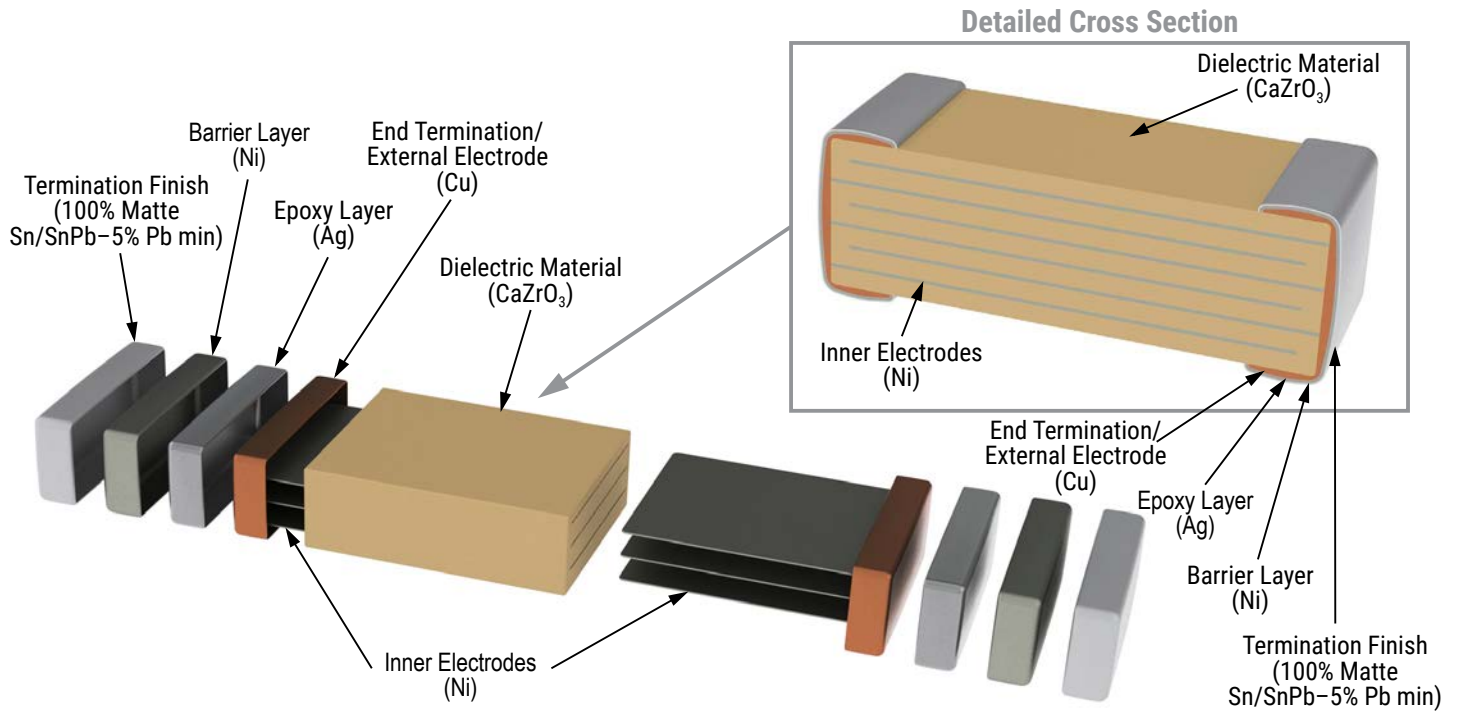 Detailed Cross Section
Dielectric Material
(CaZrO₃)
Inner Electrodes
(Ni)
End Termination/
External Electrode
(Cu)
Epoxy Layer
(Ag)
Barrier Layer
(Ni)
Termination Finish
(100% Matte
Sn/SnPb–5% Pb min)
Termination Finish
(100% Matte
Sn/SnPb–5% Pb min)
Barrier Layer
(Ni)
Epoxy Layer
(Ag)
End Termination/
External Electrode
(Cu)
Dielectric Material
(CaZrO₃)
Inner Electrodes
(Ni)